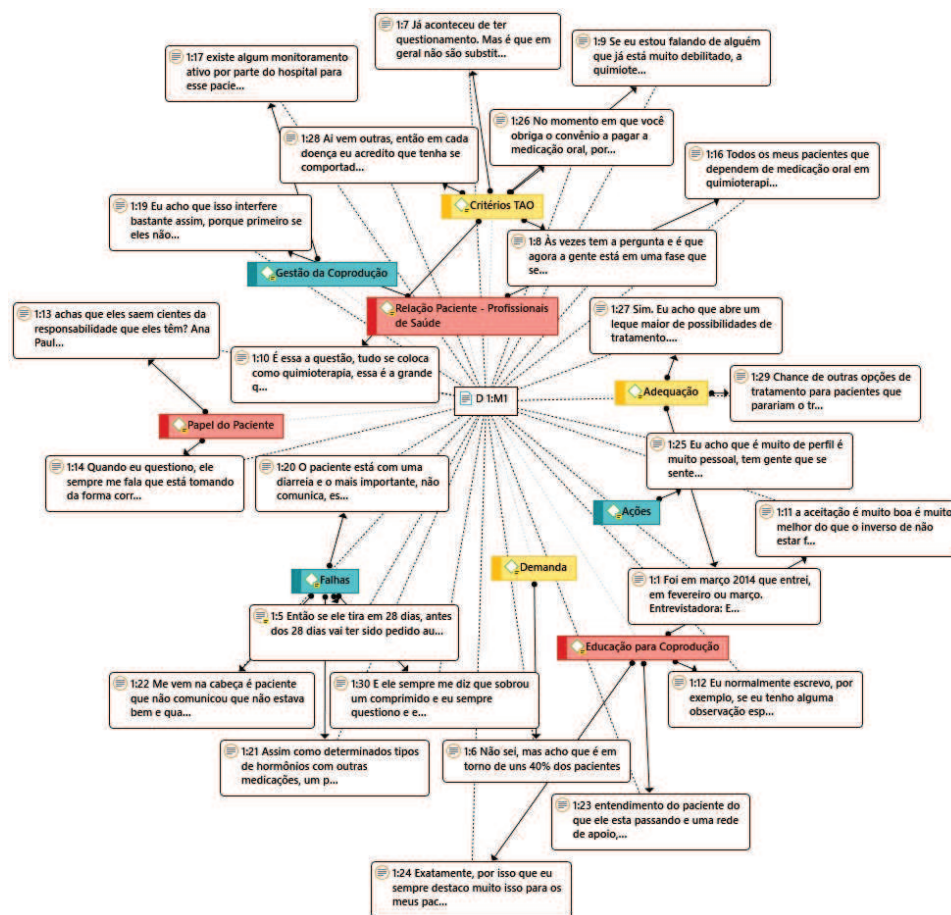 1:7 Já aconteceu de ter
questionamento. Mas é que em
geral não são substit...
1:9 Se eu estou falando de alguém
que já está muito debilitado, a
quimiote...
1:17 existe algum monitoramento
ativo por parte do hospital para
esse pacie...
1:28 Ai vem outras, então em cada
doença eu acredito que tenha se
comportad...
1:26 No momento em que você
obriga o convênio a pagar a
medicação oral, por...
1:16 Todos os meus pacientes que
dependem de medicação oral em
quimioterapi...
1:19 Eu acho que isso interfere
bastante assim, porque primeiro se
eles não...
Critérios TAO
1:8 Às vezes tem a pergunta e é que
agora a gente está em uma fase que
se...
Gestão da Coprodução
Relação Paciente - Profissionais
de Saúde
1:13 achas que eles saem cientes da
responsabilidade que eles têm? Ana
Paul...
1:27 Sim. Eu acho que abre um
leque maior de possibilidades de
tratamento....
1:10 É essa a questão, tudo se coloca
como quimioterapia, essa é a grande
q...
D 1:M1
Adequação
1:29 Chance de outras opções de
tratamento para pacientes que
parariam o tr...
Papel do Paciente
1:25 Eu acho que é muito de perfil é
muito pessoal, tem gente que se
sente...
1:14 Quando eu questiono, ele
sempre me fala que está tomando
da forma corr...
1:20 O paciente está com uma
diarreia e o mais importante, não
comunica, es...
Ações
1:11 a aceitação é muito boa é muito
melhor do que o inverso de não
estar f...
Falhas
Demanda
1:1 Foi em março 2014 que entrei,
em fevereiro ou março.
Entrevistadora: E...
1:5 Então se ele tira em 28 dias, antes
dos 28 dias vai ter sido pedido au...
Educação para Coprodução
1:22 Me vem na cabeça é paciente
que não comunicou que não estava
bem e qua...
1:30 E ele sempre me diz que sobrou
um comprimido e eu sempre
questiono e e...
1:12 Eu normalmente escrevo, por
exemplo, se eu tenho alguma
observação esp...
1:21 Assim como determinados tipos
de hormônios com outras
medicações, um p...
1:6 Não sei, mas acho que é em
torno de uns 40% dos pacientes
1:23 entendimento do paciente do
que ele esta passando e uma rede
de apoio,...
1:24 Exatamente, por isso que eu
sempre destaco muito isso para os
meus pac...